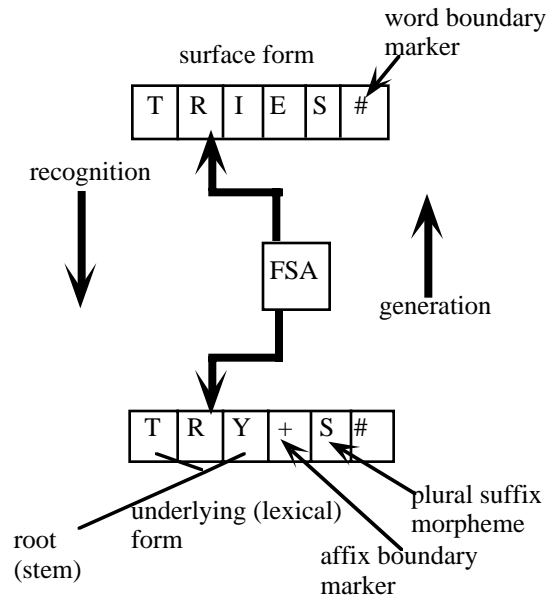 word boundary
marker
surface form
T R I E S #
recognition
FSA
generation
T R Y + S #
plural suffix
morpheme
underlying (lexical)
form
root
(stem)
affix boundary
marker